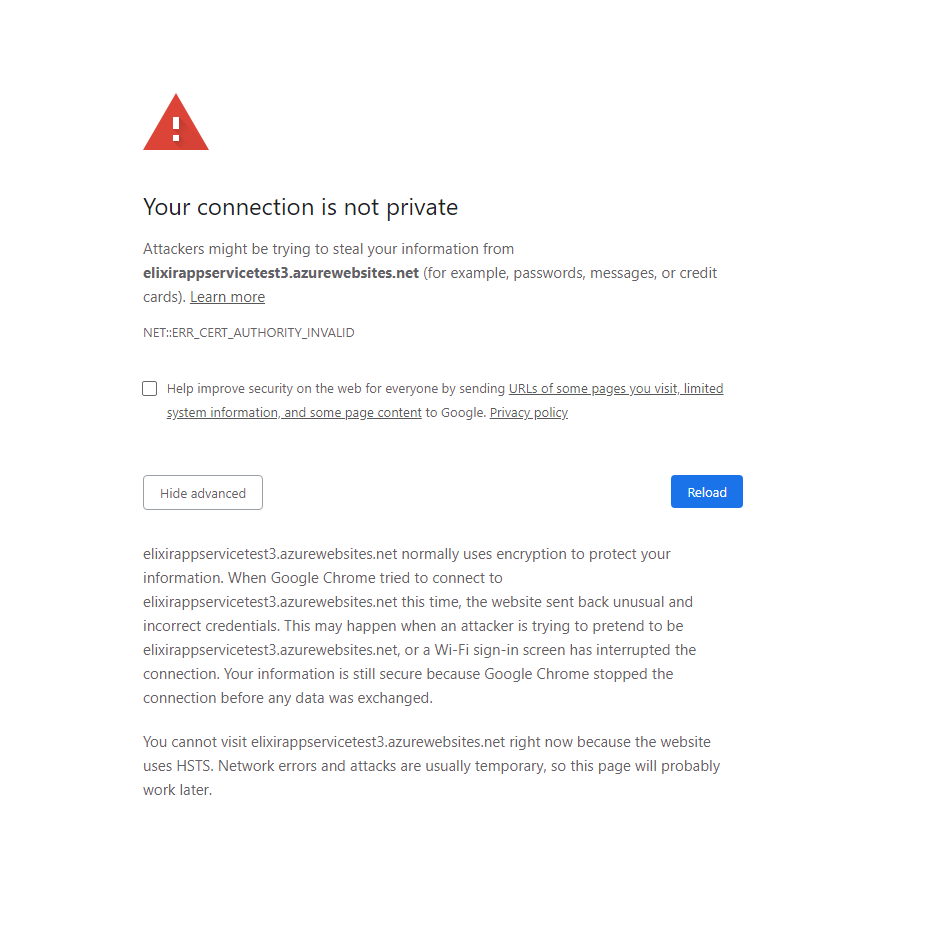 Your connection is not private
Attackers might be trying to steal your information from
elixirappservicetest3.azurewebsites.net (for example, passwords, messages, or credit
cards). Learn more
NET::ERR_CERT_AUTHORITY_INVALID
Help improve security on the web for everyone by sending URLs of some pages you visit, limited
system information, and some page content to Google. Privacy policy
Hide advanced
Reload
elixirappservicetest3.azurewebsites.net normally uses encryption to protect your
information. When Google Chrome tried to connect to
elixirappservicetest3.azurewebsites.net this time, the website sent back unusual and
incorrect credentials. This may happen when an attacker is trying to pretend to be
elixirappservicetest3.azurewebsites.net, or a Wi-Fi sign-in screen has interrupted the
connection. Your information is still secure because Google Chrome stopped the
connection before any data was exchanged.
You cannot visit elixirappservicetest3.azurewebsites.net right now because the website
uses HSTS. Network errors and attacks are usually temporary, so this page will probably
work later.